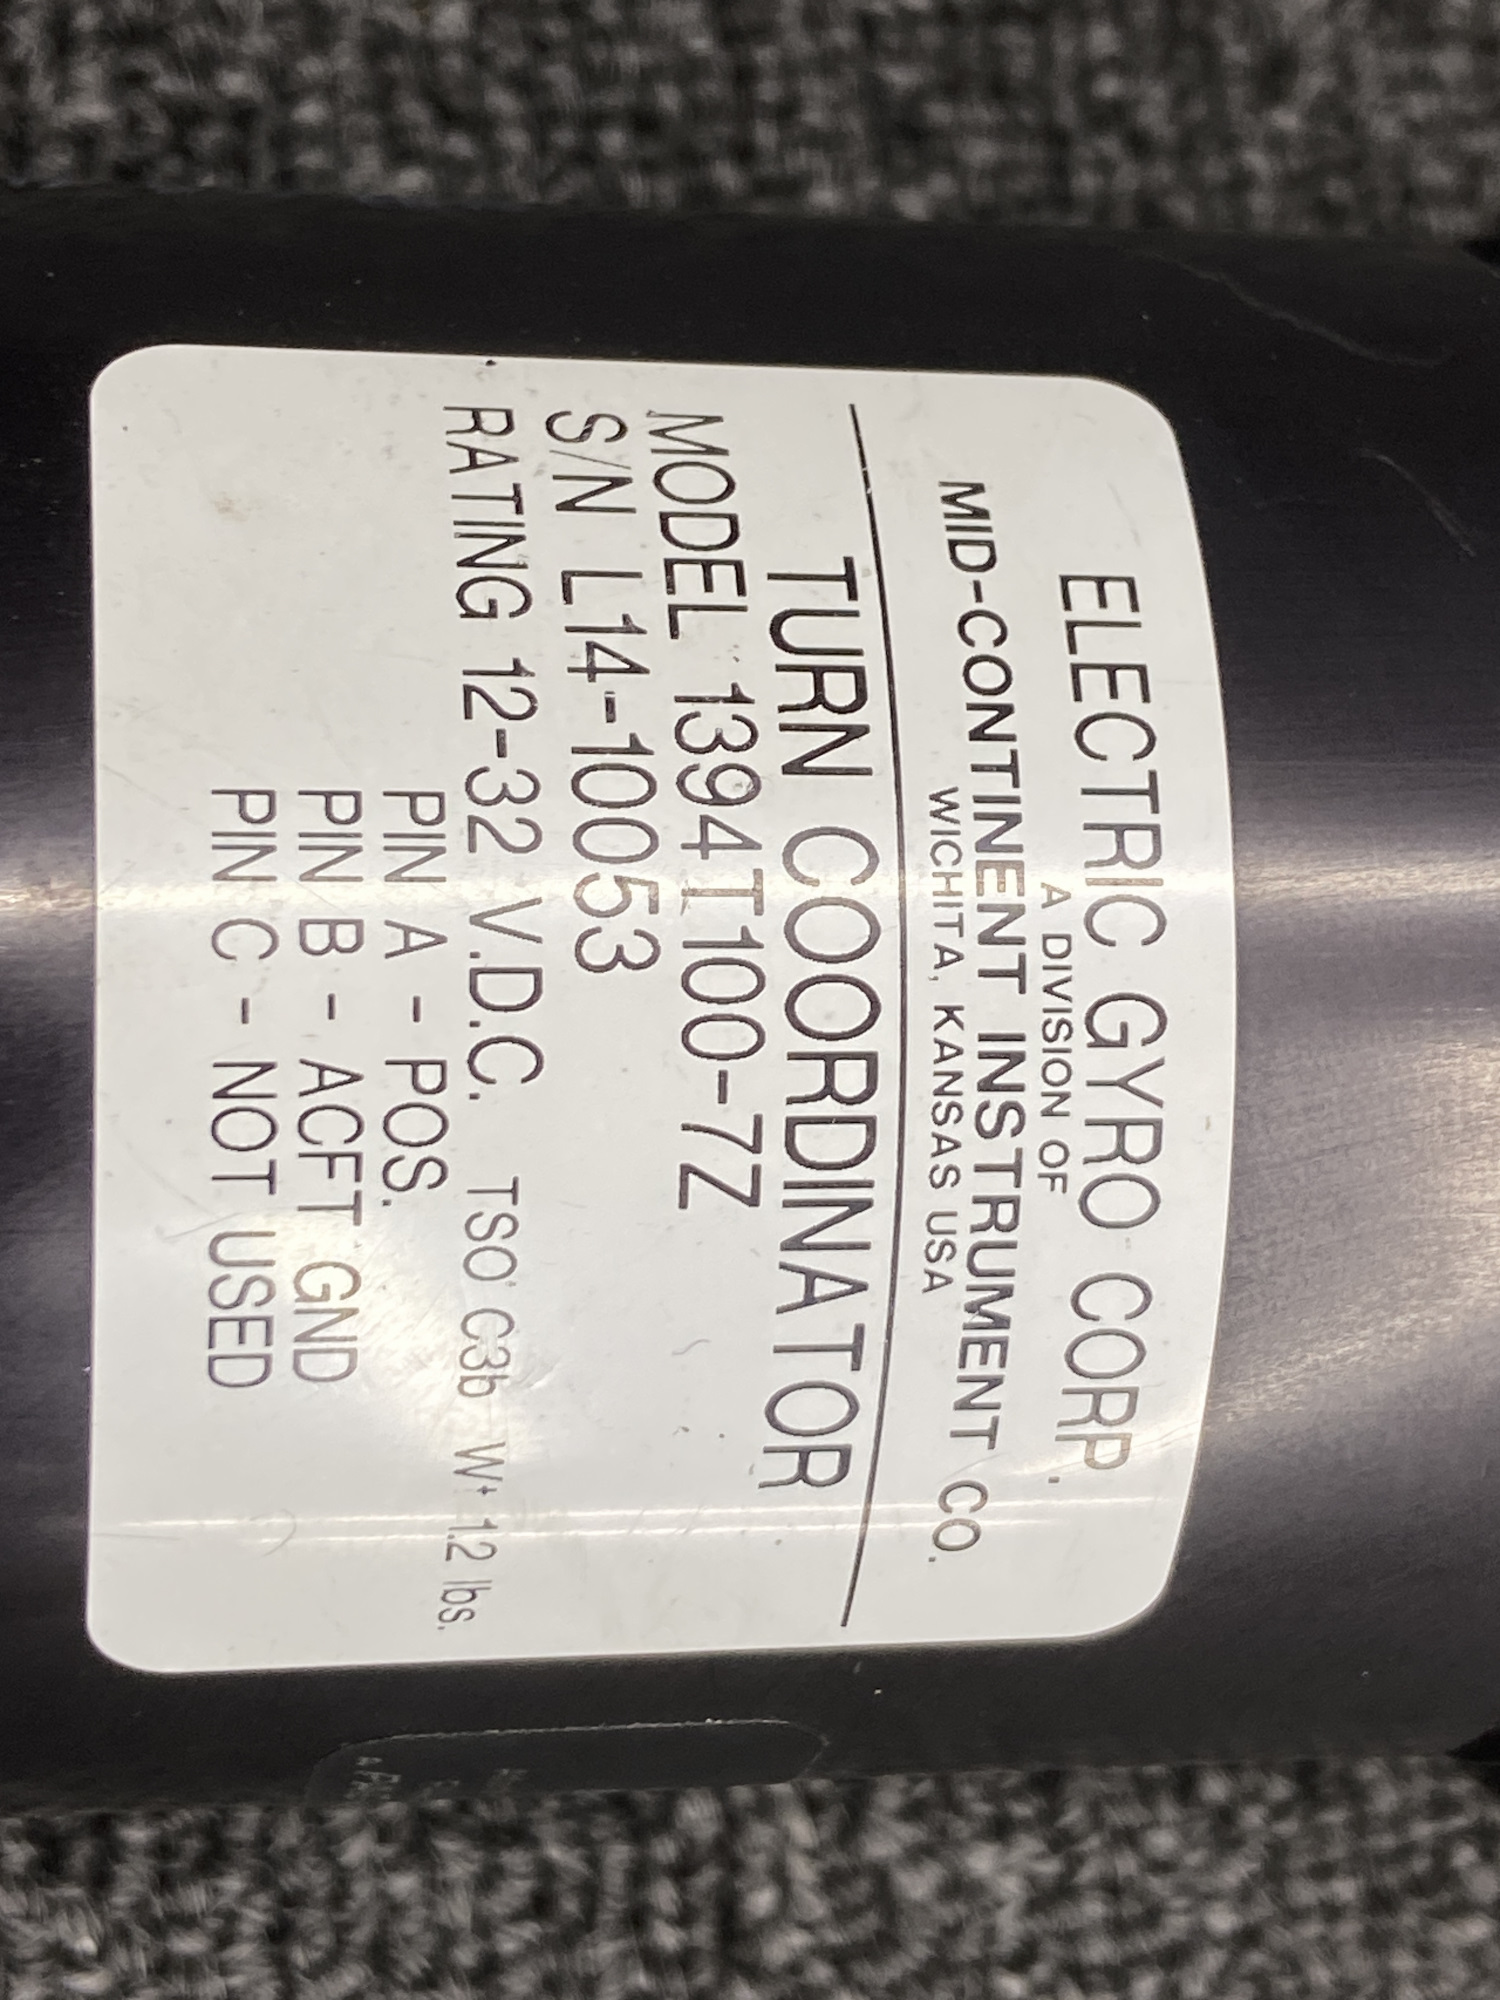 ELECTRIC GYRO CORP.
A DIVISION OF
MID-CONTINENT INSTRUMENT CO.
WICHITA, KANSAS USA
TURN COORDINATOR
MODEL 1394T100-7Z
S/N L14-10053
RATING 12-32 V.D.C. TSO C3b Wt 1.2 lbs.
PIN A - POS.
PIN B - ACFT GND
PIN C - NOT USED